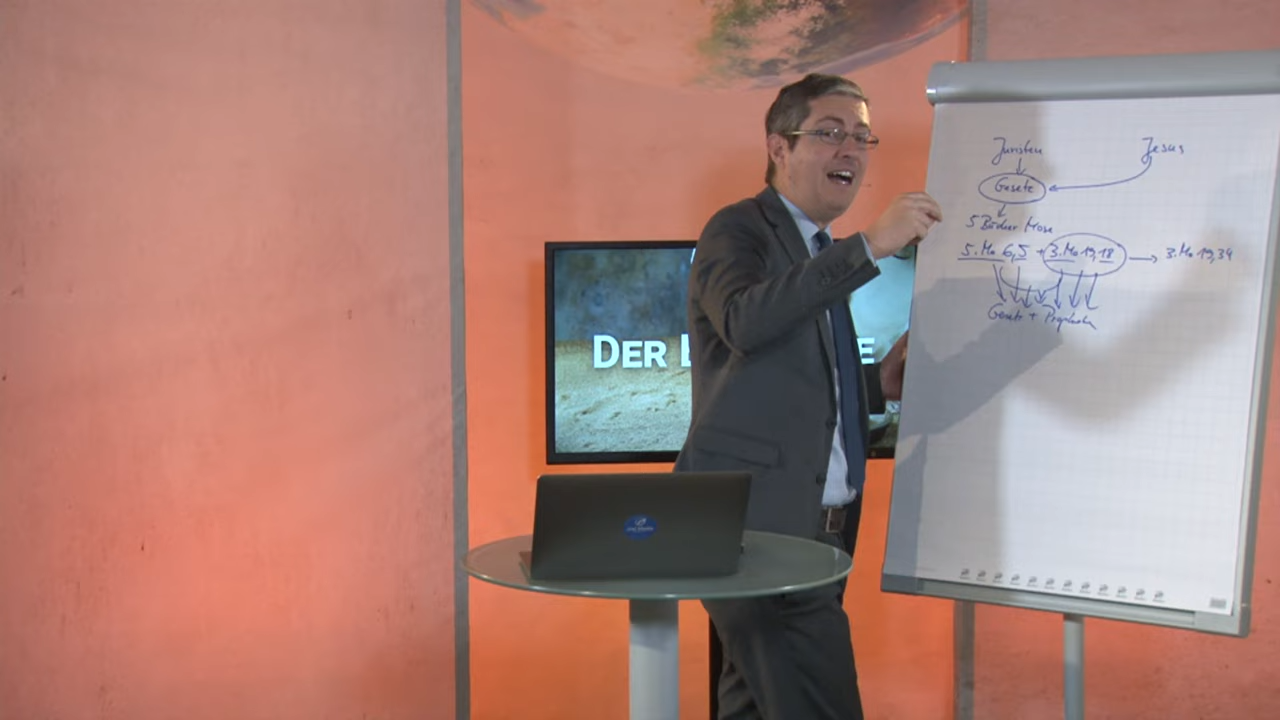 Juristen Jesus
Gesetz
5 Bücher Mose
5.Mo 6,5 + 3.Mo 19,18 → 3.Mo 19,34
Gesetz + Propheten
DER
E